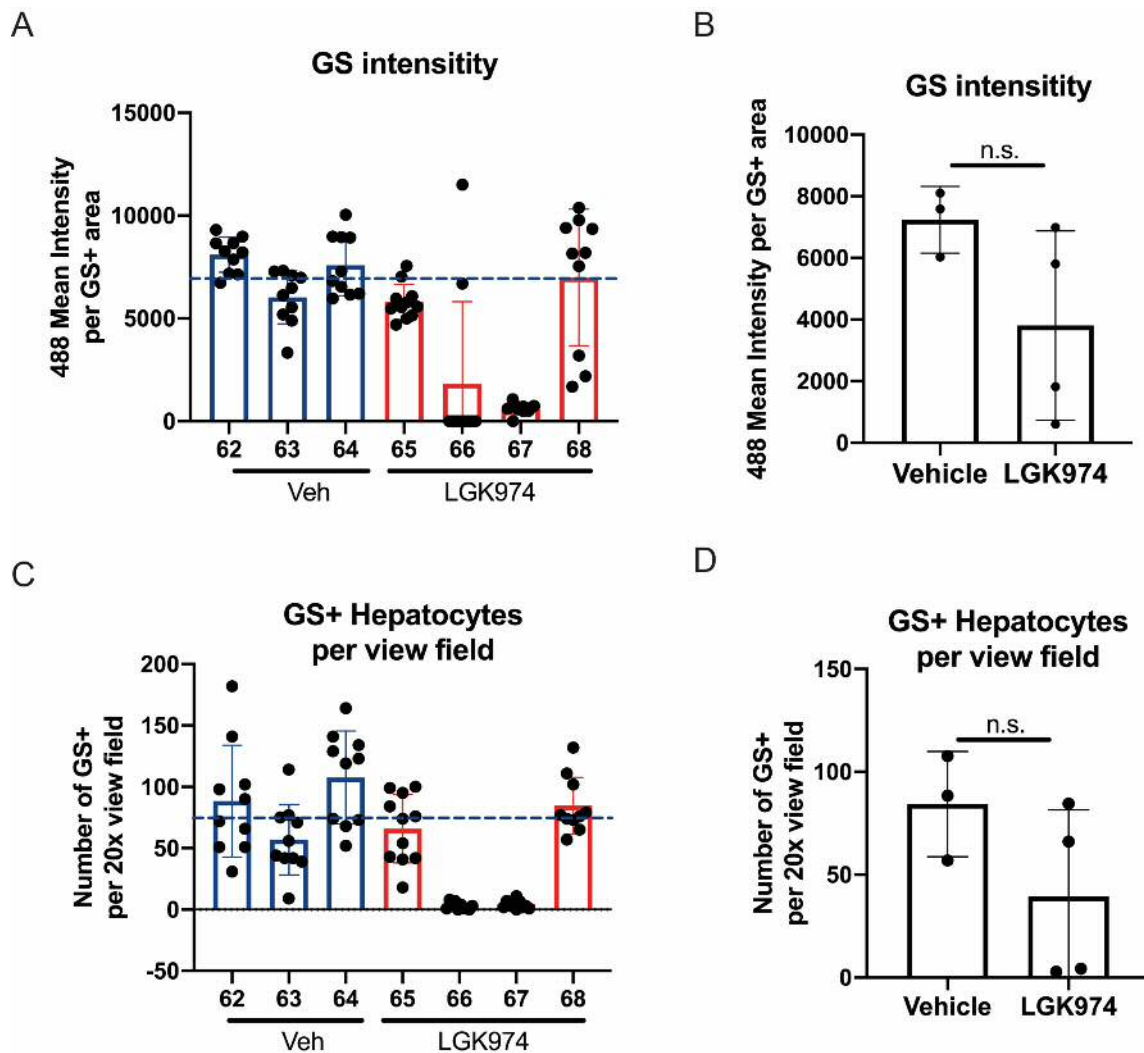 A
GS intensitity
488 Mean Intensity
per GS+ area
15000
10000
5000
0
62 63 64 65 66 67 68
Veh LGK974
B
GS intensitity
488 Mean Intensity per GS+ area
10000
8000
6000
4000
2000
0
n.s.
Vehicle LGK974
C
GS+ Hepatocytes
per view field
Number of GS+
per 20x view field
200
150
100
50
0
-50
62 63 64 65 66 67 68
Veh LGK974
D
GS+ Hepatocytes
per view field
Number of GS+
per 20x view field
150
100
50
0
n.s.
Vehicle LGK974